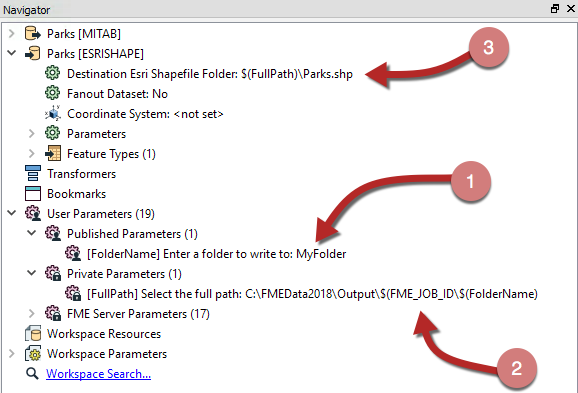 Navigator
Parks [MITAB]
Parks [ESRISHAPE]
Destination Esri Shapefile Folder: $(FullPath)\Parks.shp
3
Fanout Dataset: No
Coordinate System: <not set>
Parameters
Feature Types (1)
Transformers
Bookmarks
1
User Parameters (19)
Published Parameters (1)
[FolderName] Enter a folder to write to: MyFolder
Private Parameters (1)
[FullPath] Select the full path: C:\FMEData2018\Output\$(FME_JOB_ID\$(FolderName)
FME Server Parameters (17)
Workspace Resources
Workspace Parameters
2
Workspace Search...